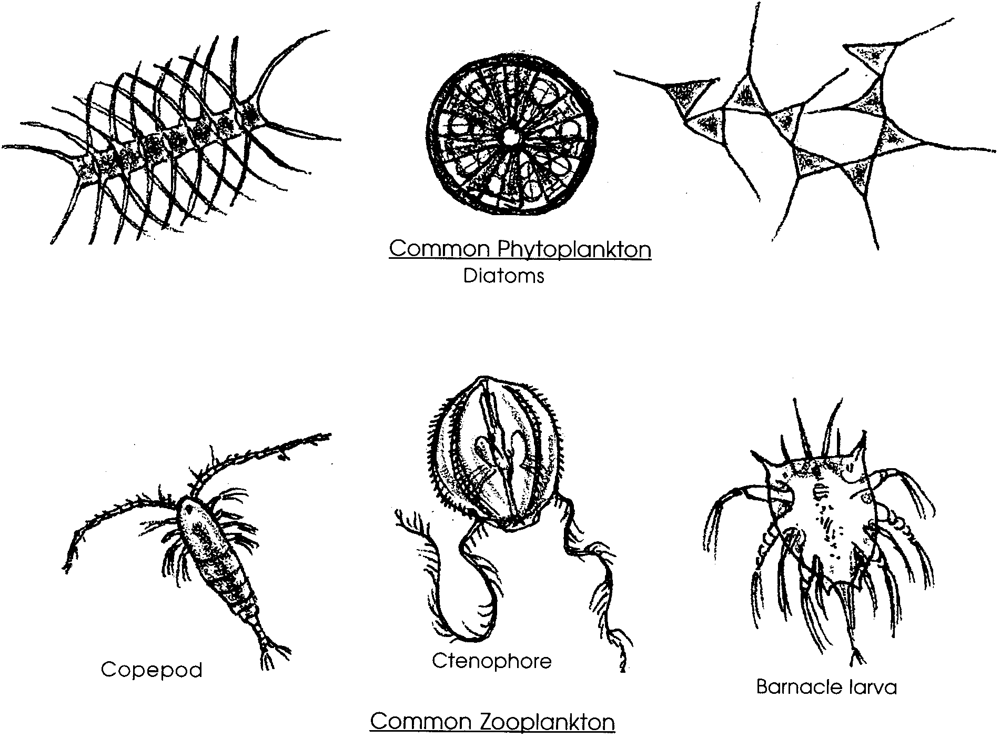 Common Phytoplankton
Diatoms
Copepod
Ctenophore
Barnacle larva
Common Zooplankton